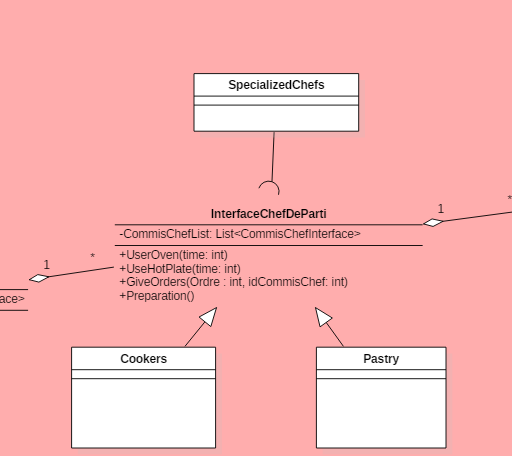 SpecializedChefs
InterfaceChefDeParti
-CommisChefList: List<CommisChefInterface>
1
*
+UserOven(time: int)
+UseHotPlate(time: int)
+GiveOrders(Ordre : int, idCommisChef: int)
+Preparation()
1
*
ace>
Cookers
Pastry